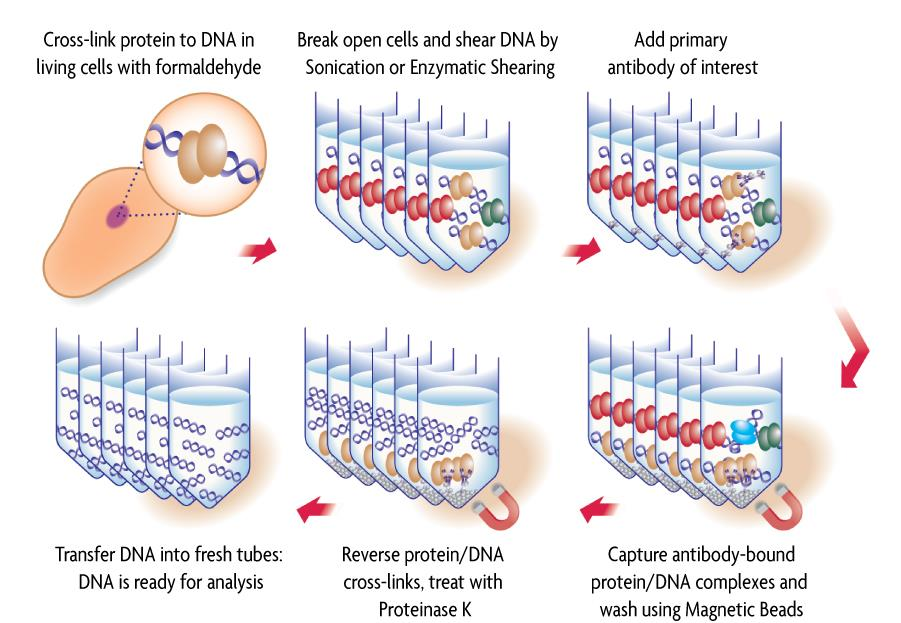 Cross-link protein to DNA in
living cells with formaldehyde
Break open cells and shear DNA by
Sonication or Enzymatic Shearing
Add primary
antibody of interest
Capture antibody-bound
protein/DNA complexes and
wash using Magnetic Beads
Reverse protein/DNA
cross-links, treat with
Proteinase K
Transfer DNA into fresh tubes:
DNA is ready for analysis